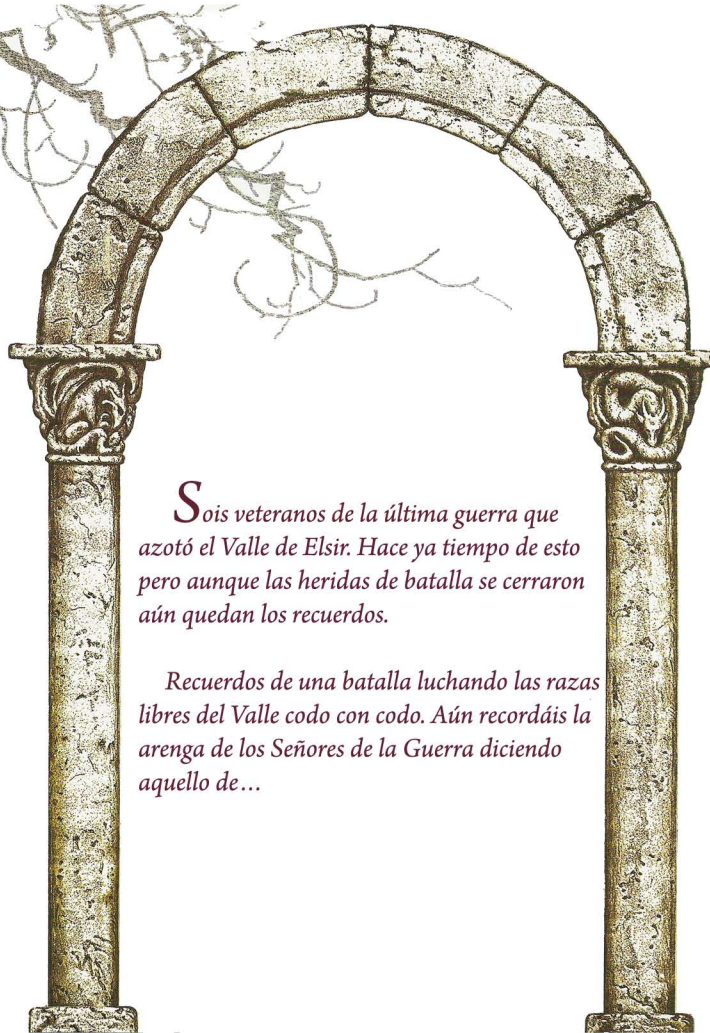 Sois veteranos de la última guerra que
azotó el Valle de Elsir. Hace ya tiempo de esto
pero aunque las heridas de batalla se cerraron
aún quedan los recuerdos.
Recuerdos de una batalla luchando las razas
libres del Valle codo con codo. Aún recordáis la
arenga de los Señores de la Guerra diciendo
aquello de…